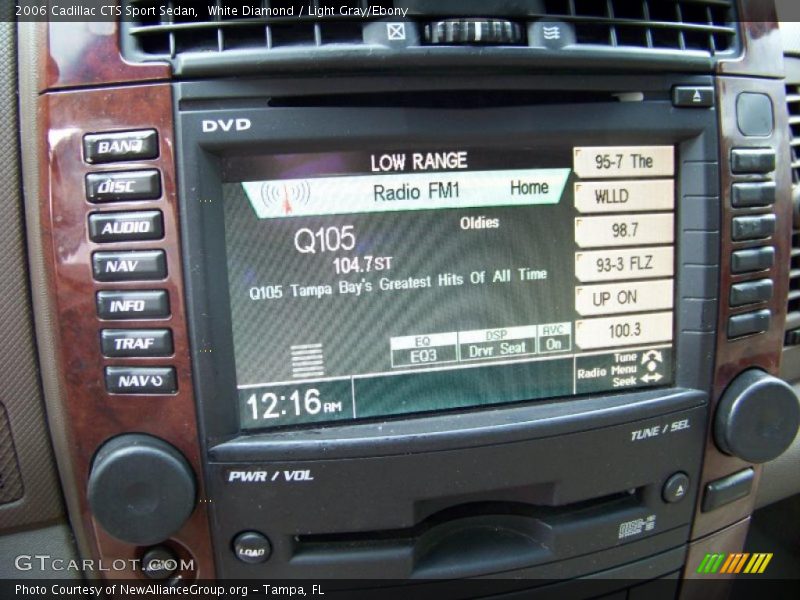 2006 Cadillac CTS Sport Sedan, White Diamond / Light Gray/Ebony
DVD
LOW RANGE
Radio FM1
Home
Q105
Oldies
104.7ST
Q105 Tampa Bay's Greatest Hits Of All Time
EQ
EQ3
DSP
Drvr Seat
AVC
On
12:16 AM
Tune
Radio Menu
Seek
95-7 The
WLLD
98.7
93-3 FLZ
UP ON
100.3
BAND
DISC
AUDIO
NAV
INFO
TRAF
NAV
PWR / VOL
TUNE / SEL
LOAD
GTCarLot.com
Photo Courtesy of NewAllianceGroup.org - Tampa, FL